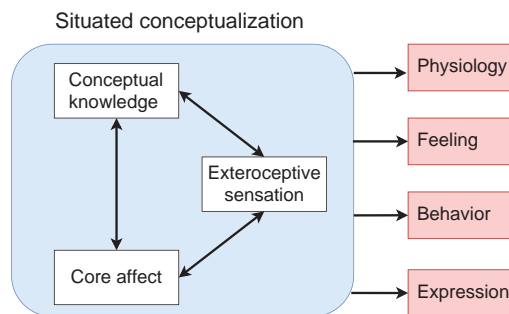 Situated conceptualization
Conceptual
knowledge
Exteroceptive
sensation
Core affect
Physiology
Feeling
Behavior
Expression